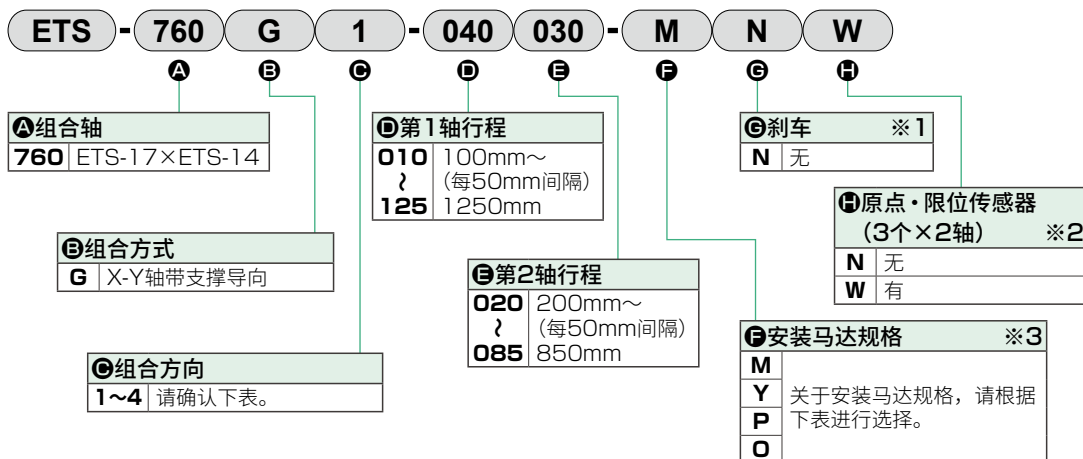 ETS-760G1-040030-MNW
A B C D E F G H
A组合轴
760 ETS-17×ETS-14
D第1轴行程
010 100mm～
≀ (每50mm间隔)
125 1250mm
G刹车 ※1
N 无
H原点・限位传感器
(3个×2轴) ※2
N 无
W 有
B组合方式
G X-Y轴带支撑导向
E第2轴行程
020 200mm～
≀ (每50mm间隔)
085 850mm
F安装马达规格 ※3
M
Y 关于安装马达规格，请根据
P 下表进行选择。
O
C组合方向
1～4 请确认下表。